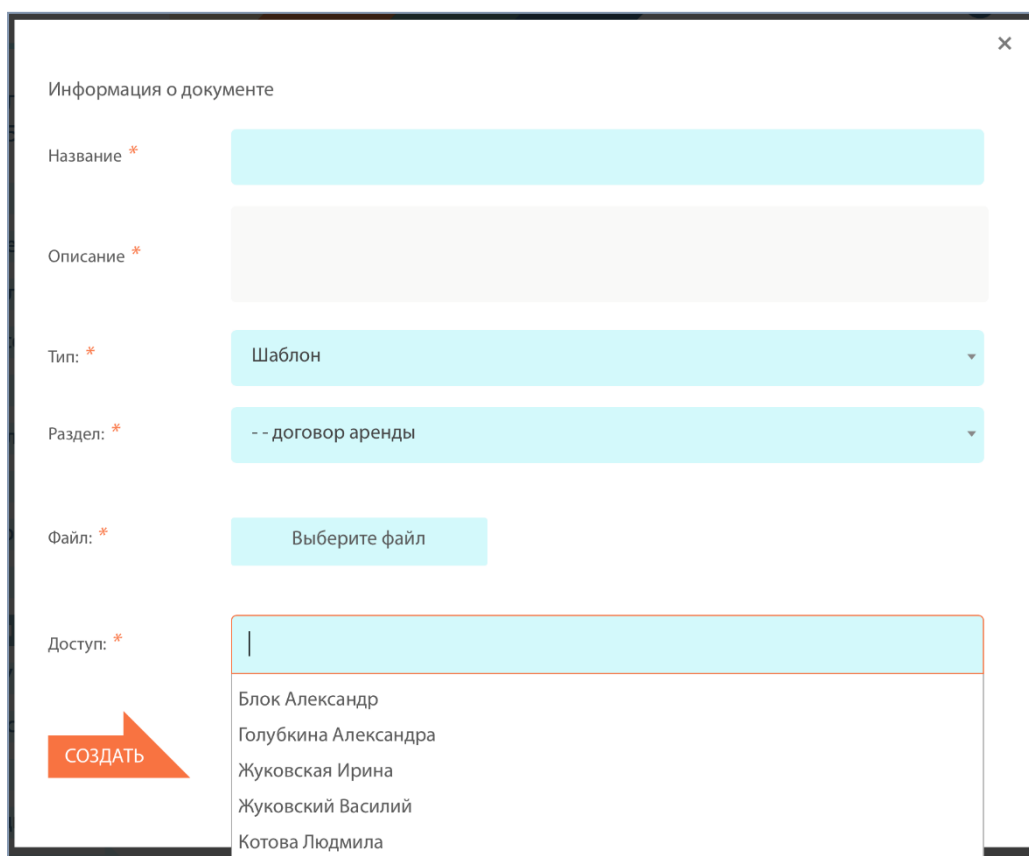 ×
Информация о документе
Название *
Описание *
Тип: * Шаблон
Раздел: * - - договор аренды
Файл: * Выберите файл
Доступ: *
Блок Александр
Голубкина Александра
Жуковская Ирина
СОЗДАТЬ
Жуковский Василий
Котова Людмила